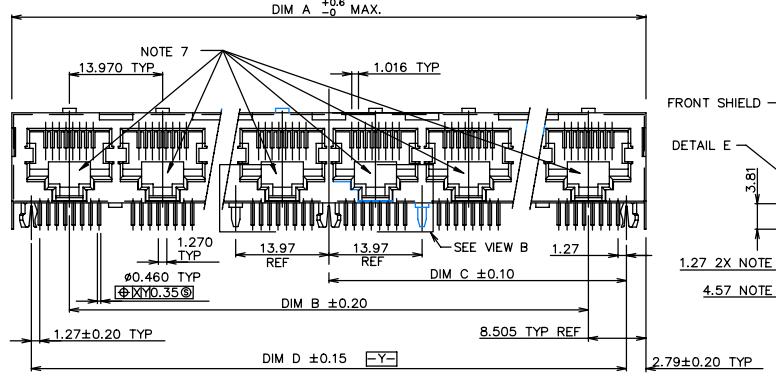 DIM A +0.6 -0 MAX.
NOTE 7
13.970 TYP
1.016 TYP
FRONT SHIELD
DETAIL E
3.81
1.270
TYP
13.97
REF
13.97
REF
SEE VIEW B
1.27
1.27 2X NOTE
DIM C ±0.10
ø0.460 TYP
⌖ X Y 0.35 Ⓢ
DIM B ±0.20
4.57 NOTE
1.27±0.20 TYP
8.505 TYP REF
DIM D ±0.15 -Y-
2.79±0.20 TYP